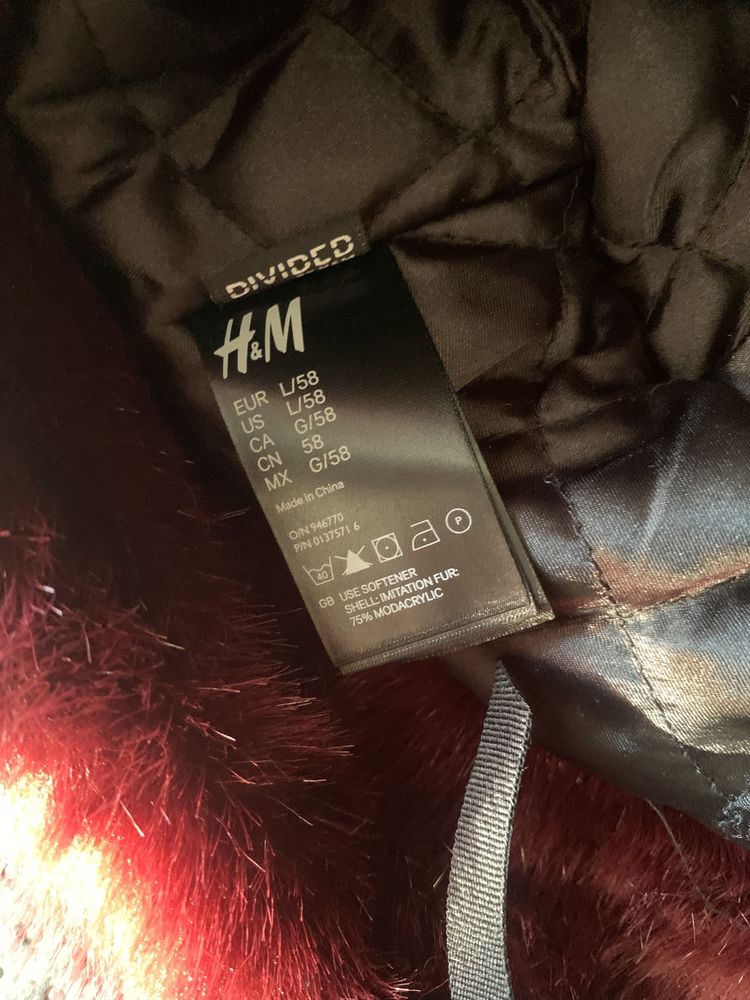 DIVIDED
H&M
EUR L/58
US L/58
CA G/58
CN 58
MX G/58
Made in China
O/N 946770
PIN 0137571 6
40
P
GB USE SOFTENER
SHELL: IMITATION FUR:
75% MODACRYLIC